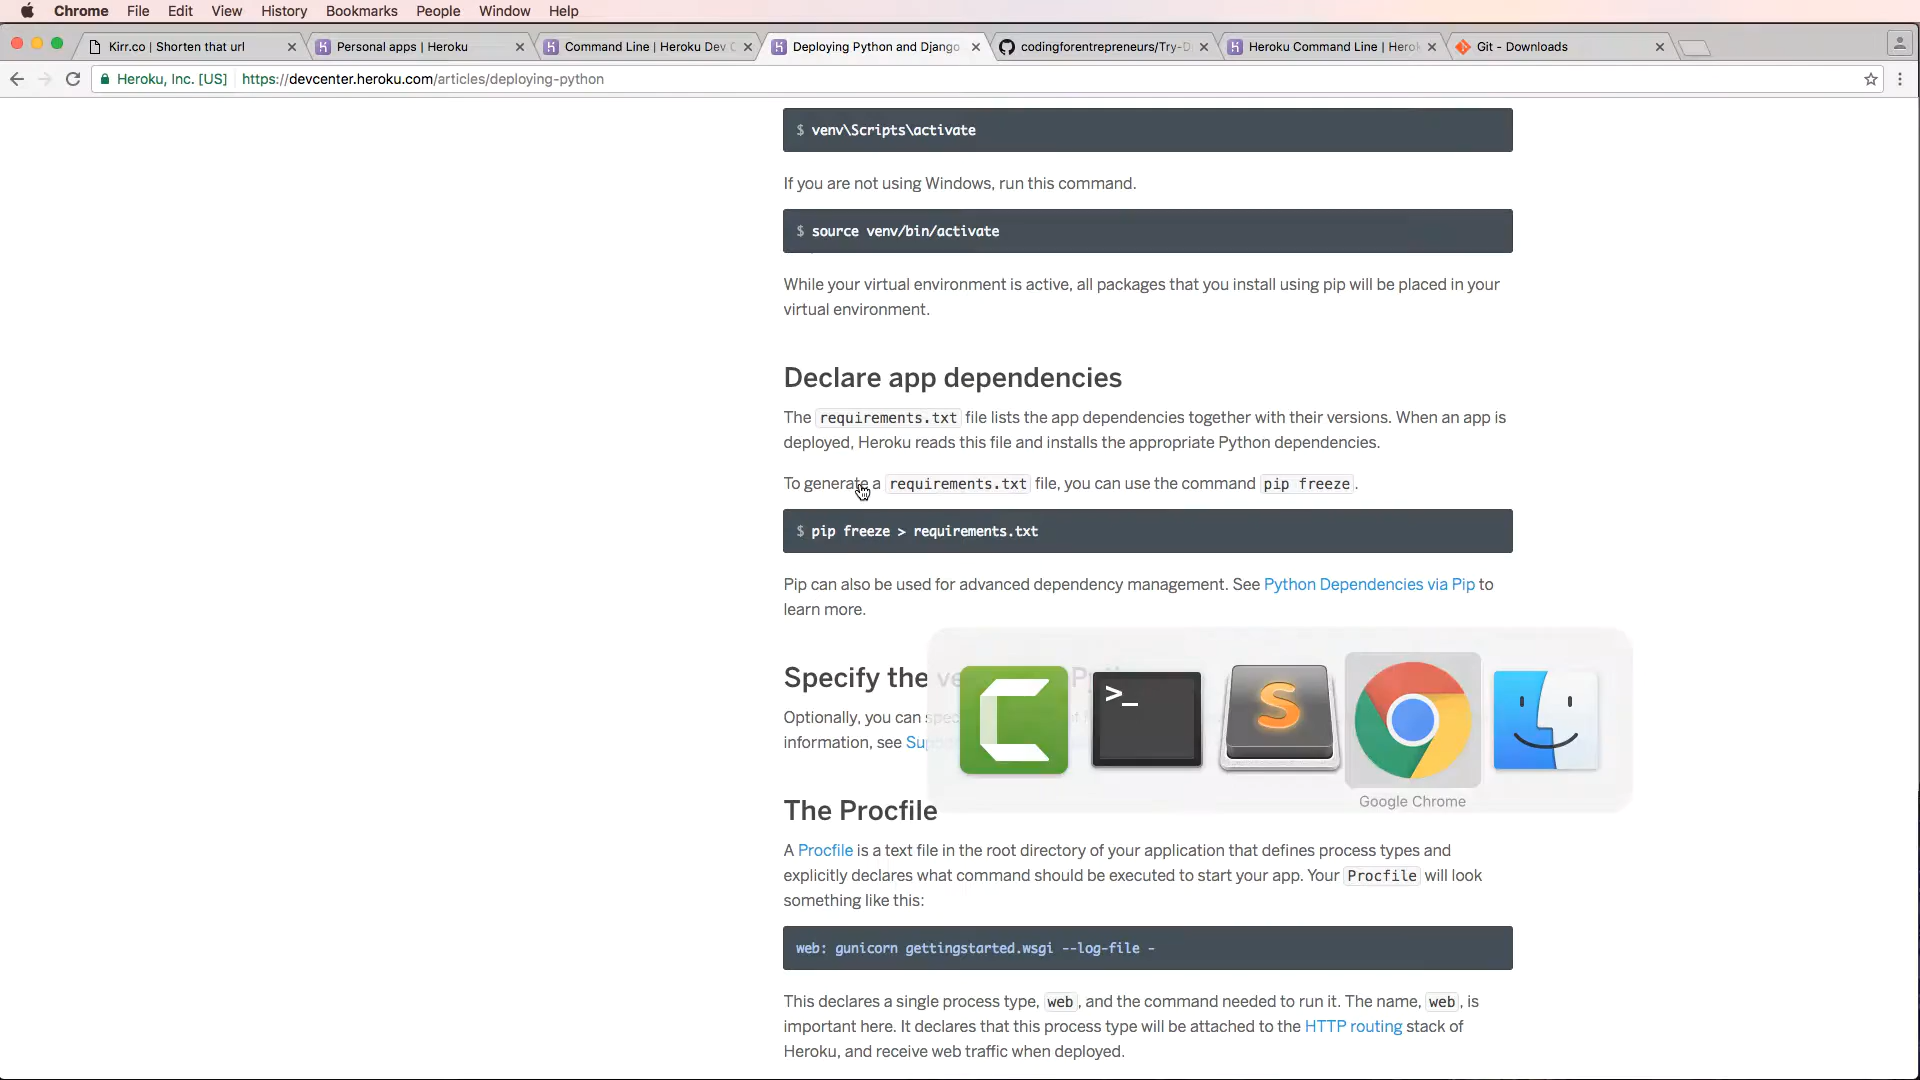 Chrome File Edit View History Bookmarks People Window Help
Kirr.co | Shorten that url
Personal apps | Heroku
Command Line | Heroku Dev C
Deploying Python and Django
codingforentrepreneurs/Try-D
Heroku Command Line | Herok
Git - Downloads
Heroku, Inc. [US] https://devcenter.heroku.com/articles/deploying-python
$ venv\Scripts\activate
If you are not using Windows, run this command.
$ source venv/bin/activate
While your virtual environment is active, all packages that you install using pip will be placed in your
virtual environment.
Declare app dependencies
The requirements.txt file lists the app dependencies together with their versions. When an app is
deployed, Heroku reads this file and installs the appropriate Python dependencies.
To generate a requirements.txt file, you can use the command pip freeze.
$ pip freeze > requirements.txt
Pip can also be used for advanced dependency management. See Python Dependencies via Pip to
learn more.
Specify the
Optionally, you can
information, see
>_
S
Google Chrome
The Procfile
A Procfile is a text file in the root directory of your application that defines process types and
explicitly declares what command should be executed to start your app. Your Procfile will look
something like this:
web: gunicorn gettingstarted.wsgi --log-file -
This declares a single process type, web, and the command needed to run it. The name, web, is
important here. It declares that this process type will be attached to the HTTP routing stack of
Heroku, and receive web traffic when deployed.